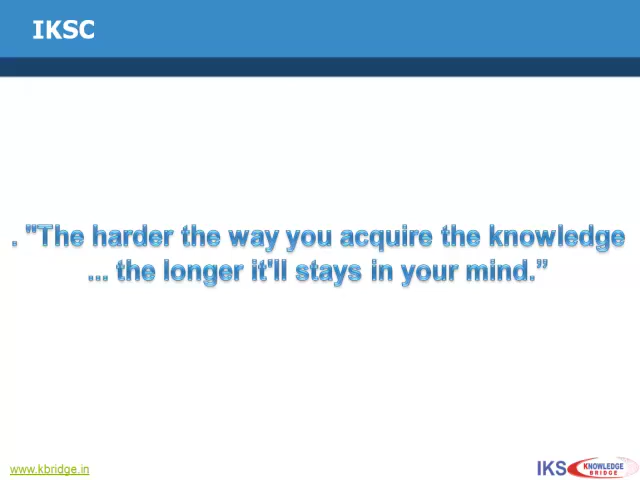 IKSC
. "The harder the way you acquire the knowledge
... the longer it'll stays in your mind.”
www.kbridge.in
IKS KNOWLEDGE
BRIDGE